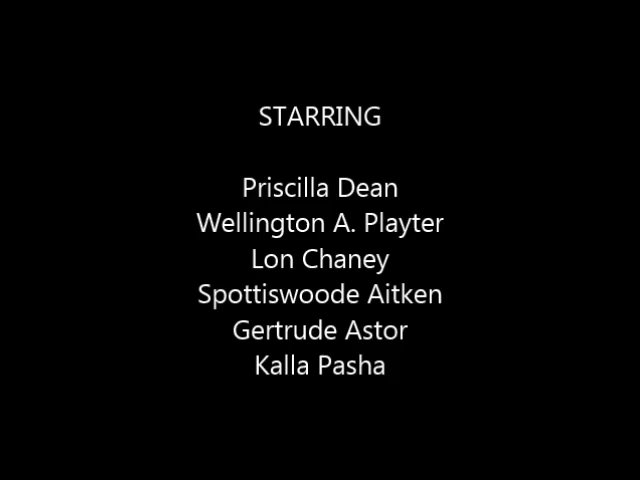 STARRING
Priscilla Dean
Wellington A. Playter
Lon Chaney
Spottiswoode Aitken
Gertrude Astor
Kalla Pasha